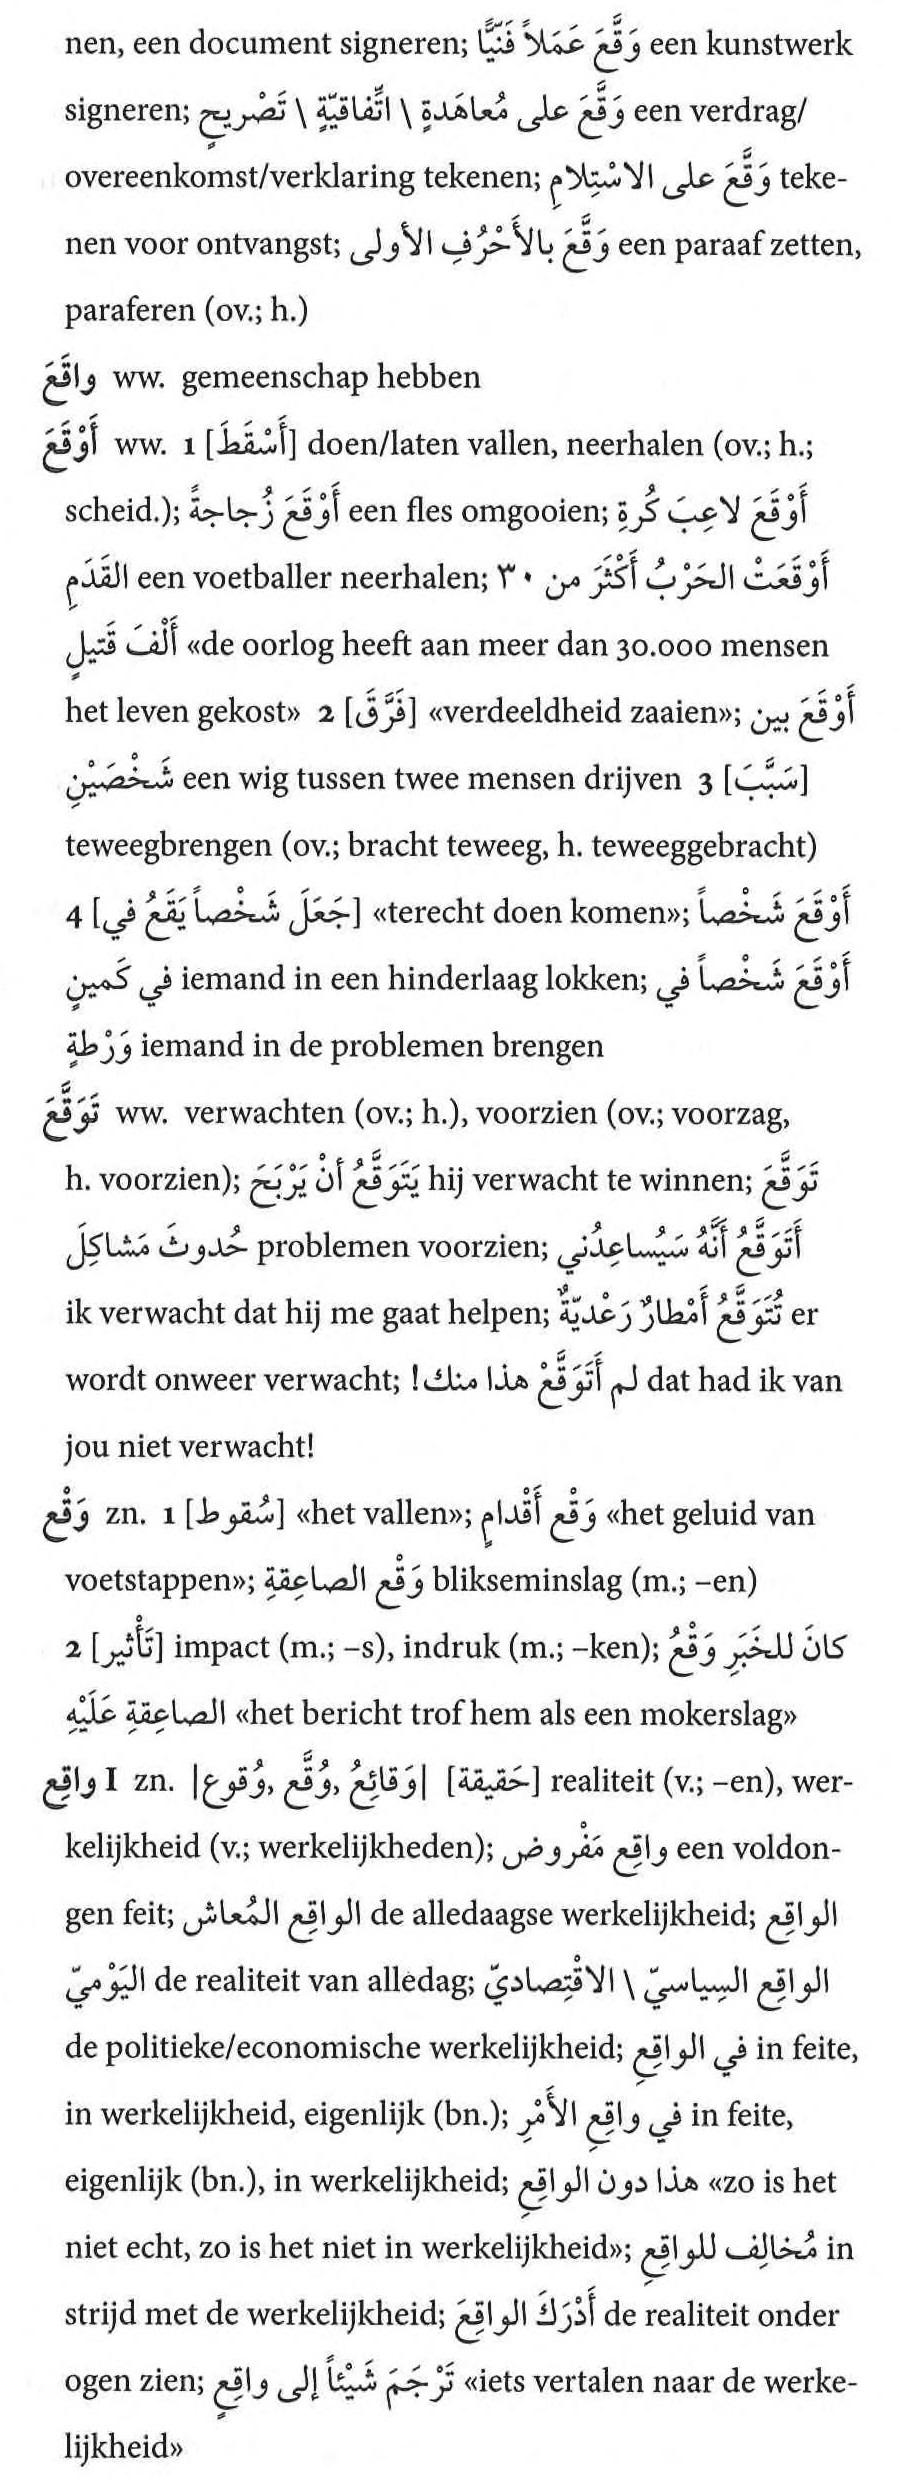 nen, een document signeren; وَقَّعَ عَمَلاً فَنّيًّا een kunstwerk
signeren; وَقَّعَ على مُعاهَدةٍ \ اتِّفاقيّةٍ \ تَصْريحٍ een verdrag/
overeenkomst/verklaring tekenen; وَقَّعَ على الاسْتِلامِ teke-
nen voor ontvangst; وَقَّعَ بالأَحْرُفِ الأولى een paraaf zetten,
paraferen (ov.; h.)
واقَعَ ww. gemeenschap hebben
أَوْقَعَ ww. 1 [أَسْقَطَ] doen/laten vallen, neerhalen (ov.; h.;
scheid.); أَوْقَعَ زُجاجةً een fles omgooien; أَوْقَعَ لاعِبَ كُرةِ
القَدَمِ een voetballer neerhalen; أَوْقَعَتْ الحَرْبُ أَكْثَرَ من ٣٠
أَلْفَ قَتيلٍ «de oorlog heeft aan meer dan 30.000 mensen
het leven gekost» 2 [فَرَّقَ] «verdeeldheid zaaien»; أَوْقَعَ بين
شَخْصَيْنِ een wig tussen twee mensen drijven 3 [سَبَّبَ]
teweegbrengen (ov.; bracht teweeg, h. teweeggebracht)
4 [جَعَلَ شَخْصاً يَقَعُ في] «terecht doen komen»; أَوْقَعَ شَخْصاً
في كَمينٍ iemand in een hinderlaag lokken; أَوْقَعَ شَخْصاً في
وَرْطةٍ iemand in de problemen brengen
تَوَقَّعَ ww. verwachten (ov.; h.), voorzien (ov.; voorzag,
h. voorzien); يَتَوَقَّعُ أنْ يَرْبَحَ hij verwacht te winnen; تَوَقَّعَ
حُدوثَ مَشاكِلَ problemen voorzien; أَتَوَقَّعُ أَنَّهُ سَيُساعِدُني
ik verwacht dat hij me gaat helpen; تُتَوَقَّعُ أَمْطارٌ رَعْديّةٌ er
wordt onweer verwacht; لم أَتَوَقَّعْ هذا منك! dat had ik van
jou niet verwacht!
وَقْع zn. 1 [سُقوط] «het vallen»; وَقْع أَقْدامٍ «het geluid van
voetstappen»; وَقْع الصاعِقةِ blikseminslag (m.; –en)
2 [تَأْثير] impact (m.; –s), indruk (m.; –ken); كانَ للخَبَرِ وَقْعُ
الصاعِقةِ عَلَيْهِ «het bericht trof hem als een mokerslag»
واقِع I zn. |وَقائِعُ, وُقَّع, وُقوع| [حَقيقة] realiteit (v.; –en), wer-
kelijkheid (v.; werkelijkheden); واقِع مَفْروض een voldon-
gen feit; الواقِع المُعاش de alledaagse werkelijkheid; الواقِع
اليَوْميّ de realiteit van alledag; الواقِع السِياسيّ \ الاقْتِصاديّ
de politieke/economische werkelijkheid; في الواقِعِ in feite,
in werkelijkheid, eigenlijk (bn.); في واقِعِ الأَمْرِ in feite,
eigenlijk (bn.), in werkelijkheid; هذا دونَ الواقِعِ «zo is het
niet echt, zo is het niet in werkelijkheid»; مُخالِف للواقِعِ in
strijd met de werkelijkheid; أَدْرَكَ الواقِعَ de realiteit onder
ogen zien; تَرْجَمَ شَيْئاً إلى واقِعٍ «iets vertalen naar de werke-
lijkheid»